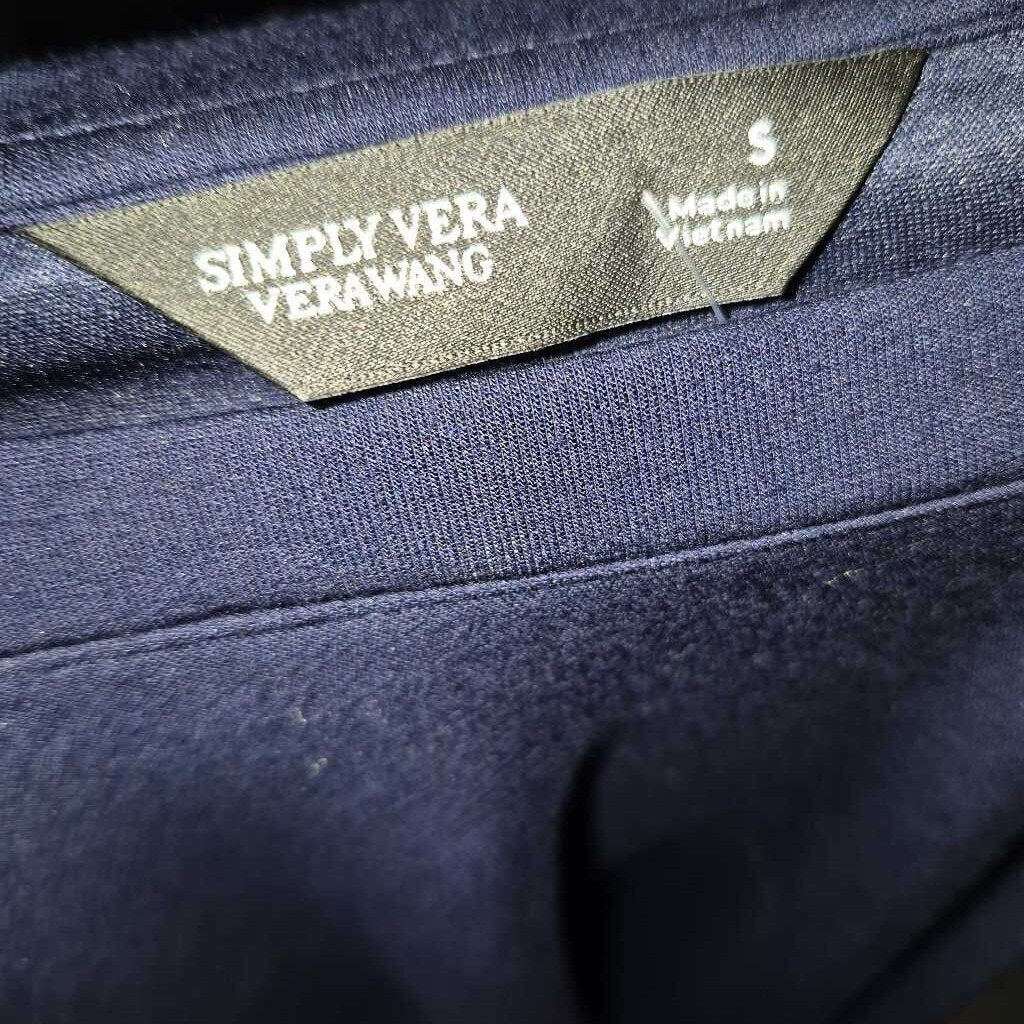 SIMPLY VERA
VERA WANG
S
Made in
Vietnam